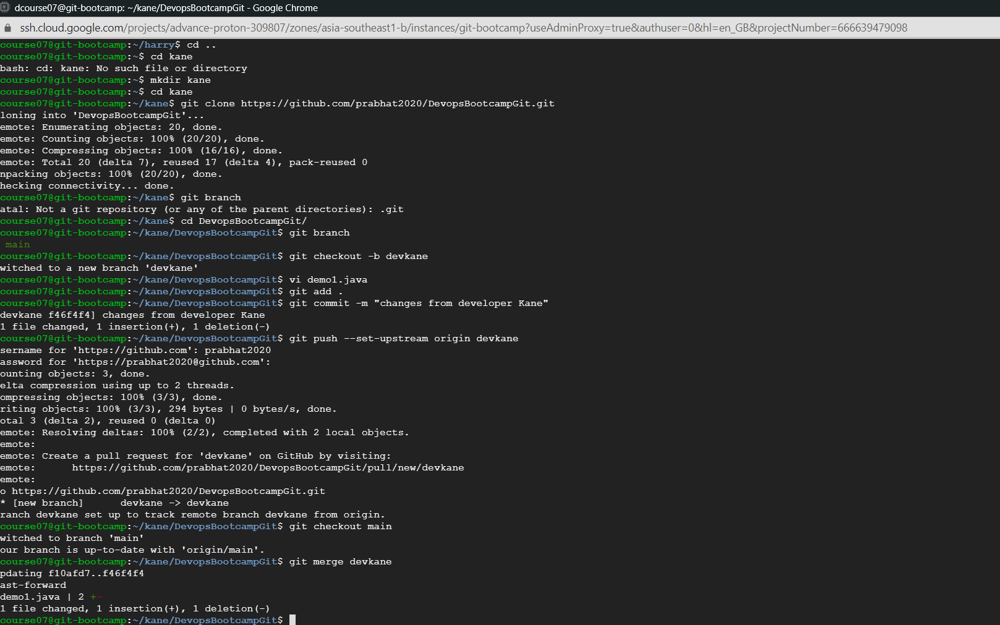 dcourse07@git-bootcamp: ~/kane/DevopsBootcampGit - Google Chrome
ssh.cloud.google.com/projects/advance-proton-309807/zones/asia-southeast1-b/instances/git-bootcamp?useAdminProxy=true&authuser=0&hl=en_GB&projectNumber=666639479098
course07@git-bootcamp:~/harry$ cd ..
course07@git-bootcamp:~$ cd kane
bash: cd: kane: No such file or directory
course07@git-bootcamp:~$ mkdir kane
course07@git-bootcamp:~$ cd kane
course07@git-bootcamp:~/kane$ git clone https://github.com/prabhat2020/DevopsBootcampGit.git
loning into 'DevopsBootcampGit'...
emote: Enumerating objects: 20, done.
emote: Counting objects: 100% (20/20), done.
emote: Compressing objects: 100% (16/16), done.
emote: Total 20 (delta 7), reused 17 (delta 4), pack-reused 0
npacking objects: 100% (20/20), done.
hecking connectivity... done.
course07@git-bootcamp:~/kane$ git branch
atal: Not a git repository (or any of the parent directories): .git
course07@git-bootcamp:~/kane$ cd DevopsBootcampGit/
course07@git-bootcamp:~/kane/DevopsBootcampGit$ git branch
main
course07@git-bootcamp:~/kane/DevopsBootcampGit$ git checkout -b devkane
witched to a new branch 'devkane'
course07@git-bootcamp:~/kane/DevopsBootcampGit$ vi demo1.java
course07@git-bootcamp:~/kane/DevopsBootcampGit$ git add .
course07@git-bootcamp:~/kane/DevopsBootcampGit$ git commit -m "changes from developer Kane"
devkane f46f4f4] changes from developer Kane
1 file changed, 1 insertion(+), 1 deletion(-)
course07@git-bootcamp:~/kane/DevopsBootcampGit$ git push --set-upstream origin devkane
sername for 'https://github.com': prabhat2020
assword for 'https://prabhat2020@github.com':
ounting objects: 3, done.
elta compression using up to 2 threads.
ompressing objects: 100% (3/3), done.
riting objects: 100% (3/3), 294 bytes | 0 bytes/s, done.
otal 3 (delta 2), reused 0 (delta 0)
emote: Resolving deltas: 100% (2/2), completed with 2 local objects.
emote:
emote: Create a pull request for 'devkane' on GitHub by visiting:
emote:      https://github.com/prabhat2020/DevopsBootcampGit/pull/new/devkane
emote:
o https://github.com/prabhat2020/DevopsBootcampGit.git
* [new branch]      devkane -> devkane
ranch devkane set up to track remote branch devkane from origin.
course07@git-bootcamp:~/kane/DevopsBootcampGit$ git checkout main
witched to branch 'main'
our branch is up-to-date with 'origin/main'.
course07@git-bootcamp:~/kane/DevopsBootcampGit$ git merge devkane
pdating f10afd7..f46f4f4
ast-forward
demo1.java | 2 +-
1 file changed, 1 insertion(+), 1 deletion(-)
course07@git-bootcamp:~/kane/DevopsBootcampGit$